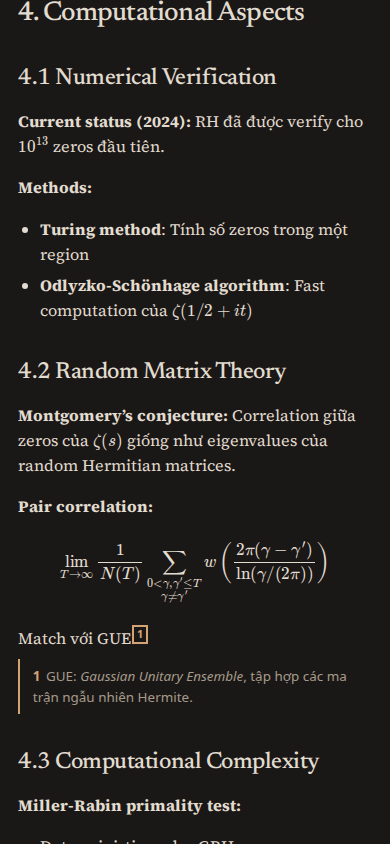 4. Computational Aspects
4.1 Numerical Verification
Current status (2024): RH đã được verify cho
10^13 zeros đầu tiên.
Methods:
• Turing method: Tính số zeros trong một
region
• Odlyzko-Schönhage algorithm: Fast
computation của ζ(1/2 + it)
4.2 Random Matrix Theory
Montgomery’s conjecture: Correlation giữa
zeros của ζ(s) giống như eigenvalues của
random Hermitian matrices.
Pair correlation:
lim_{T→∞} 1/N(T) ∑_{0<γ,γ′≤T, γ≠γ′} w(2π(γ − γ′)/ln(γ/(2π)))
Match với GUE 1
1 GUE: Gaussian Unitary Ensemble, tập hợp các ma
trận ngẫu nhiên Hermite.
4.3 Computational Complexity
Miller-Rabin primality test: